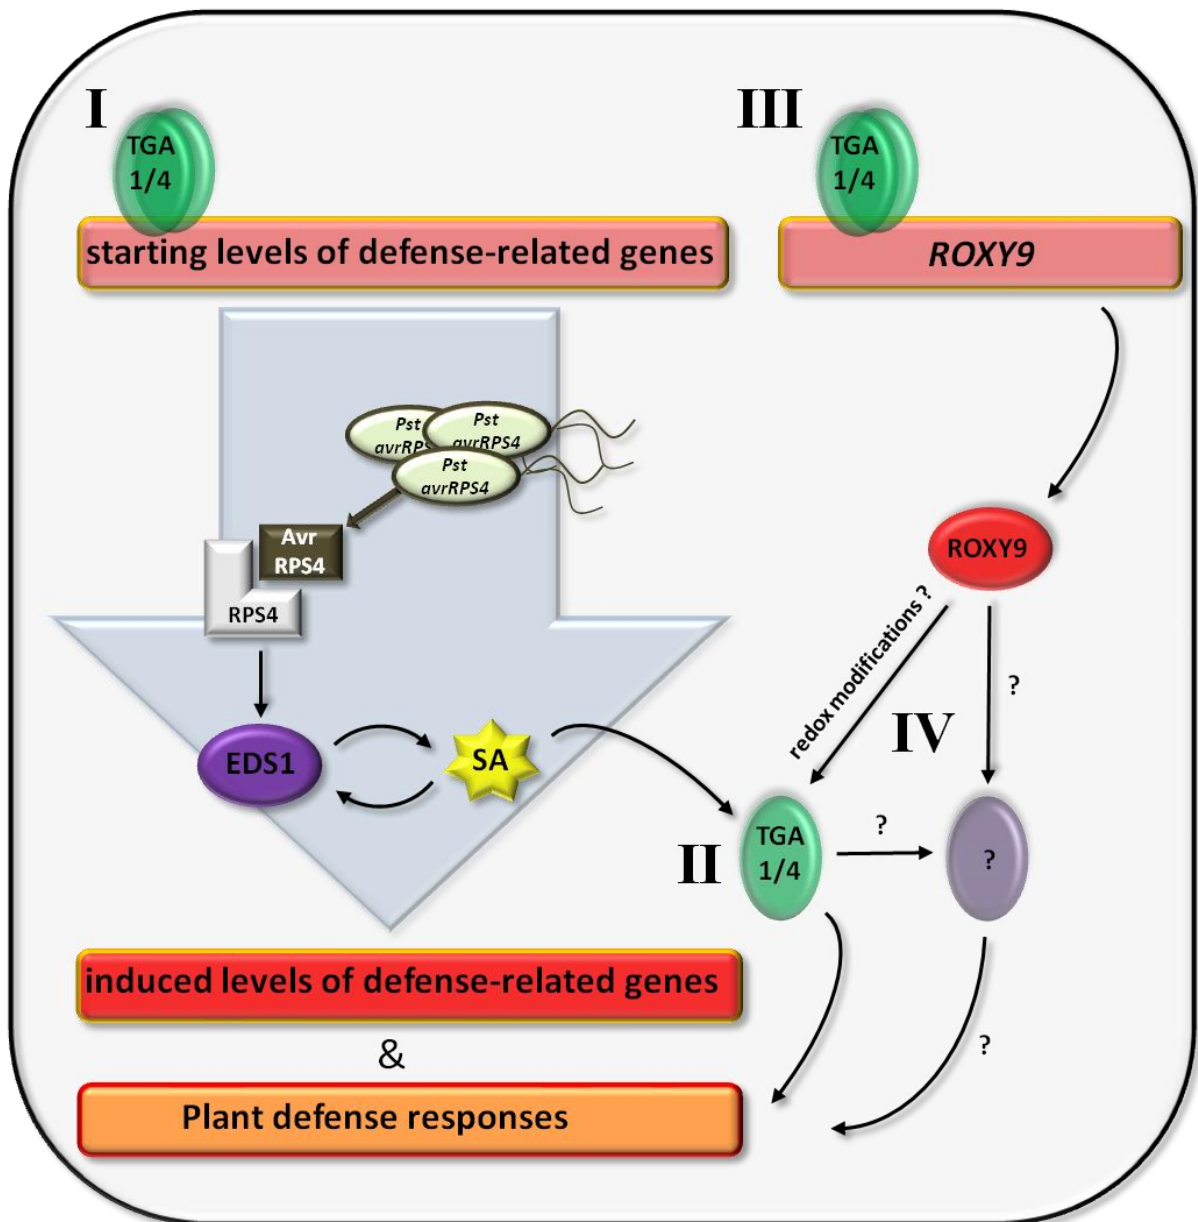 I
TGA
1/4
starting levels of defense-related genes
III
TGA
1/4
ROXY9
Pst
avrRPS
Pst
avrRPS4
Pst
avrRPS4
Avr
RPS4
RPS4
EDS1
SA
ROXY9
redox modifications ?
?
IV
II
TGA
1/4
?
?
induced levels of defense-related genes
&
Plant defense responses
?